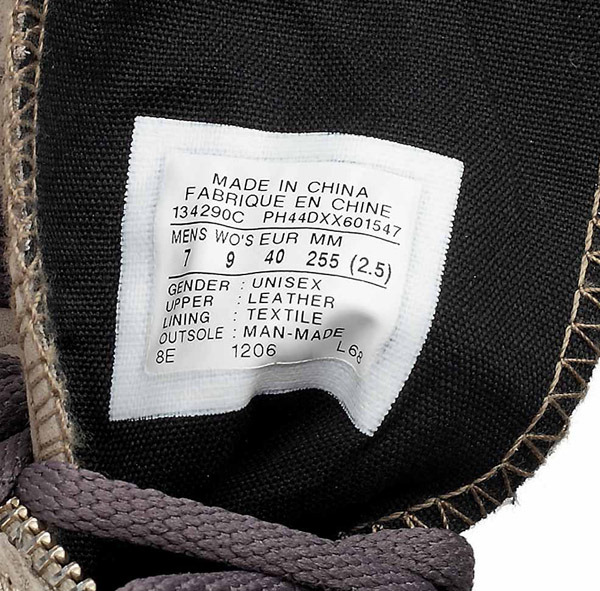 MADE IN CHINA
FABRIQUE EN CHINE
134290C PH44DXX601547
MENS WO'S EUR MM
7 9 40 255 (2.5)
GENDER : UNISEX
UPPER : LEATHER
LINING : TEXTILE
OUTSOLE : MAN-MADE
8E 1206 L68